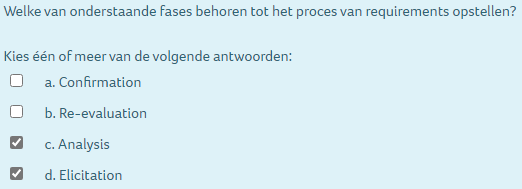 Welke van onderstaande fases behoren tot het proces van requirements opstellen?
Kies één of meer van de volgende antwoorden:
a. Confirmation
b. Re-evaluation
c. Analysis
d. Elicitation